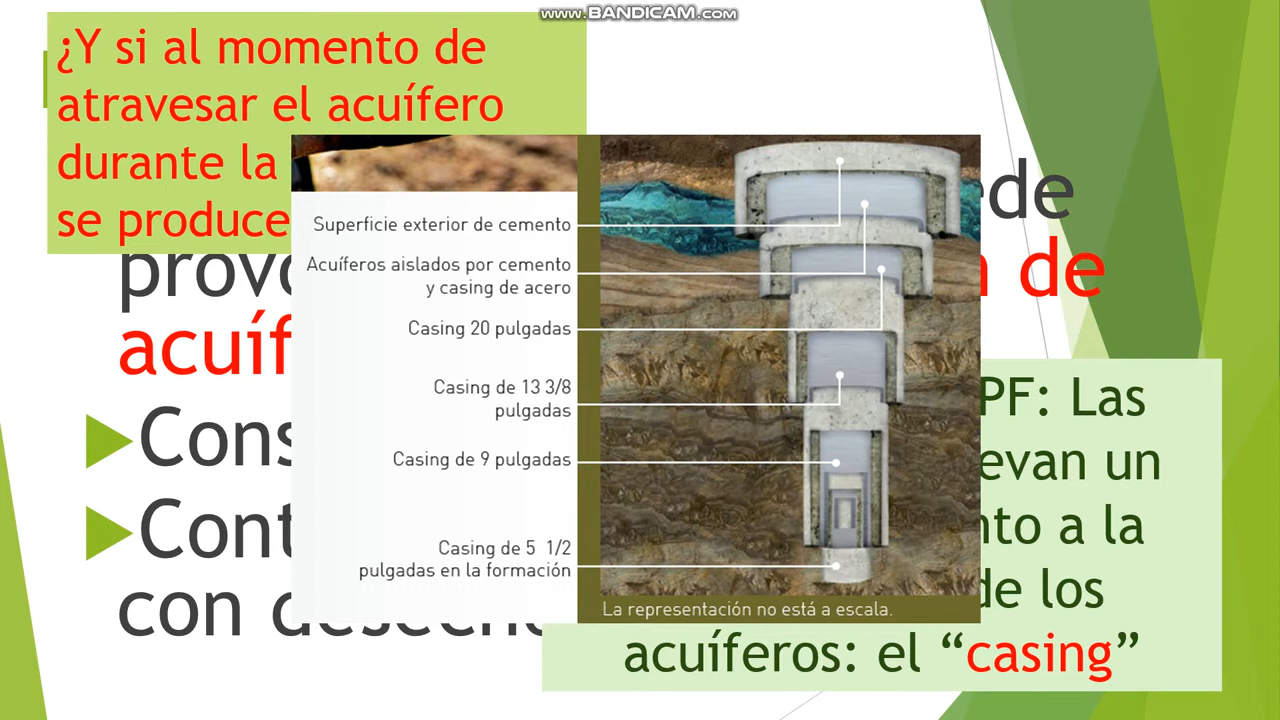 www.BANDICAM.com
¿Y si al momento de
atravesar el acuífero
durante la
se produce
de
acuíf
Superficie exterior de cemento
Acuíferos aislados por cemento
y casing de acero
Casing 20 pulgadas
Casing de 13 3/8
pulgadas
Casing de 9 pulgadas
Casing de 5 1/2
pulgadas en la formación
La representación no está a escala.
PF: Las
evan un
nto a la
de los
acuíferos: el “casing”
Cons
Cont
con